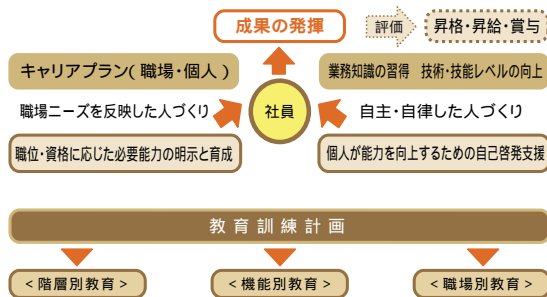 成果の発揮
評価
昇格・昇給・賞与
キャリアプラン(職場・個人)
業務知識の習得 技術・技能レベルの向上
職場ニーズを反映した人づくり
社員
自主・自律した人づくり
職位・資格に応じた必要能力の明示と育成
個人が能力を向上するための自己啓発支援
教育訓練計画
<階層別教育>
<機能別教育>
<職場別教育>